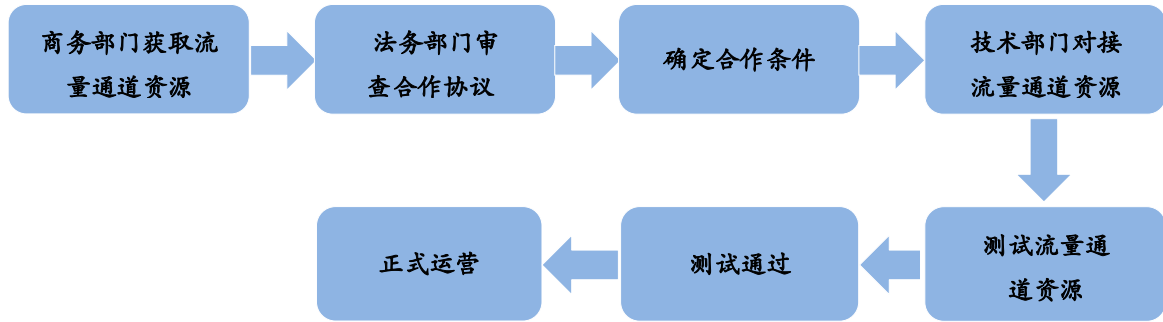 商务部门获取流
量通道资源
法务部门审
查合作协议
确定合作条件
技术部门对接
流量通道资源
测试流量通
道资源
测试通过
正式运营